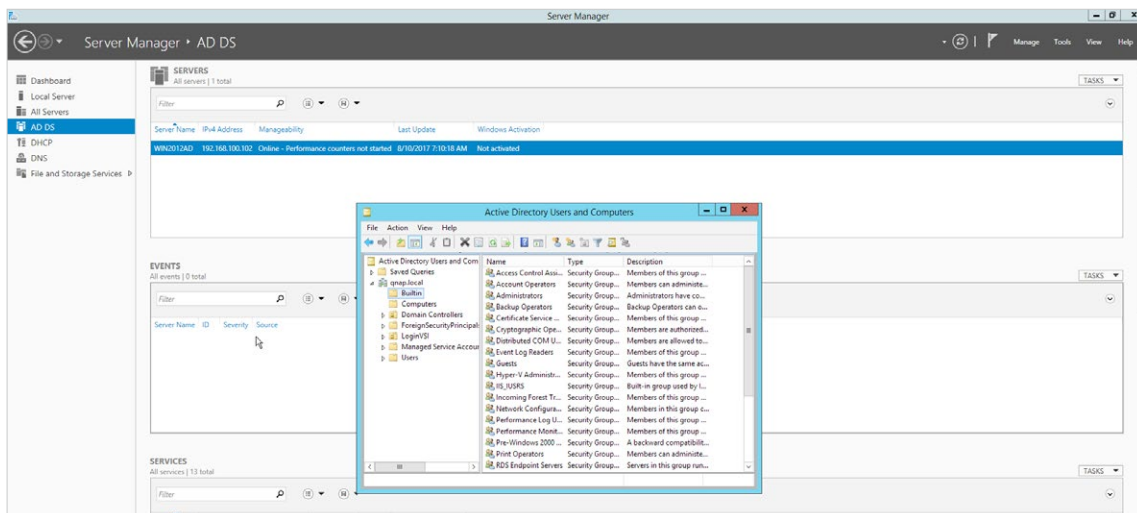 Server Manager
Server Manager ▸ AD DS
Manage Tools View Help
Dashboard
Local Server
All Servers
AD DS
DHCP
DNS
File and Storage Services
SERVERS
All servers | 1 total
TASKS
Filter
Server Name IPv4 Address Manageability Last Update Windows Activation
WIN2012AD 192.168.100.102 Online - Performance counters not started 8/10/2017 7:10:18 AM Not activated
EVENTS
All events | 0 total
TASKS
Filter
Server Name ID Severity Source
SERVICES
All services | 13 total
TASKS
Filter
Active Directory Users and Computers
File Action View Help
Active Directory Users and Com
Saved Queries
qnap.local
Builtin
Computers
Domain Controllers
ForeignSecurityPrincipal
LoginVSI
Managed Service Accour
Users
Name Type Description
Access Control Assi... Security Group... Members of this group ...
Account Operators Security Group... Members can administe...
Administrators Security Group... Administrators have co...
Backup Operators Security Group... Backup Operators can o...
Certificate Service ... Security Group... Members of this group ...
Cryptographic Ope... Security Group... Members are authorized...
Distributed COM U... Security Group... Members are allowed to...
Event Log Readers Security Group... Members of this group ...
Guests Security Group... Guests have the same ac...
Hyper-V Administr... Security Group... Members of this group ...
IIS_IUSRS Security Group... Built-in group used by I...
Incoming Forest Tr... Security Group... Members of this group ...
Network Configura... Security Group... Members in this group c...
Performance Log U... Security Group... Members of this group ...
Performance Monit... Security Group... Members of this group ...
Pre-Windows 2000 ... Security Group... A backward compatibilit...
Print Operators Security Group... Members can administe...
RDS Endpoint Servers Security Group... Servers in this group run...